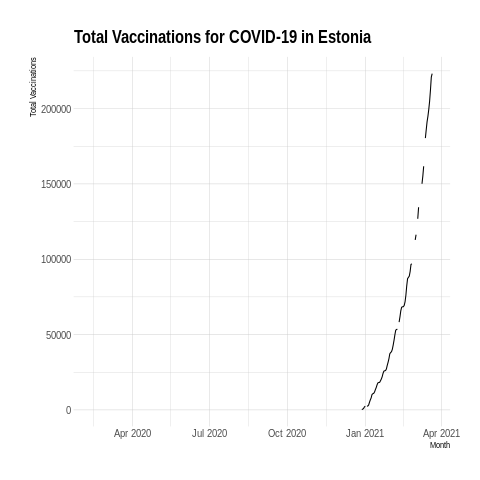 Total Vaccinations for COVID-19 in Estonia
Total Vaccinations
200000
150000
100000
50000
0
Apr 2020 Jul 2020 Oct 2020 Jan 2021 Apr 2021
Month